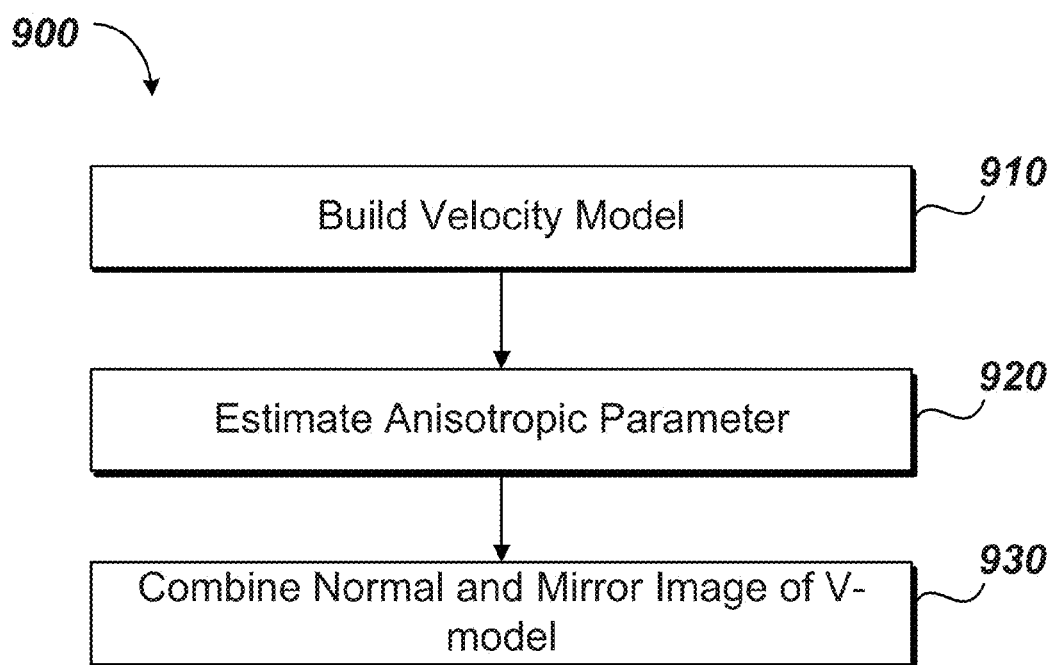 900
910
Build Velocity Model
920
Estimate Anisotropic Parameter
930
Combine Normal and Mirror Image of V-
model